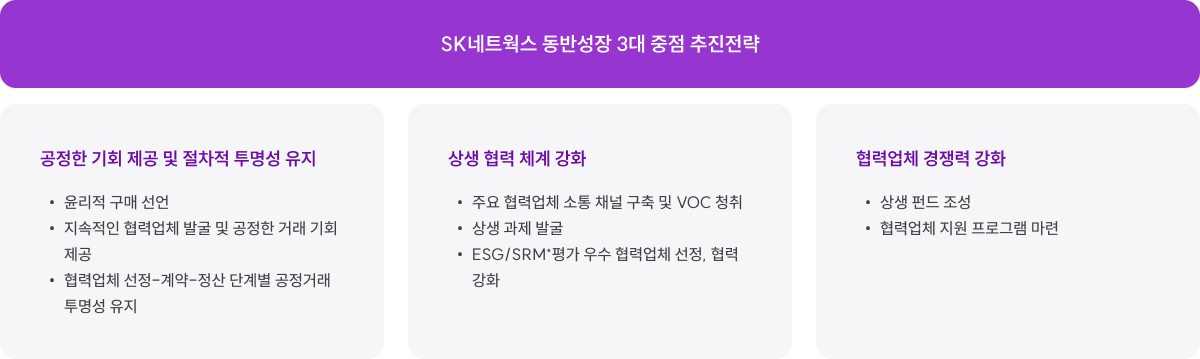 SK네트웍스 동반성장 3대 중점 추진전략
공정한 기회 제공 및 절차적 투명성 유지
• 윤리적 구매 선언
• 지속적인 협력업체 발굴 및 공정한 거래 기회
제공
• 협력업체 선정-계약-정산 단계별 공정거래
투명성 유지
상생 협력 체계 강화
• 주요 협력업체 소통 채널 구축 및 VOC 청취
• 상생 과제 발굴
• ESG/SRM*평가 우수 협력업체 선정, 협력
강화
협력업체 경쟁력 강화
• 상생 펀드 조성
• 협력업체 지원 프로그램 마련